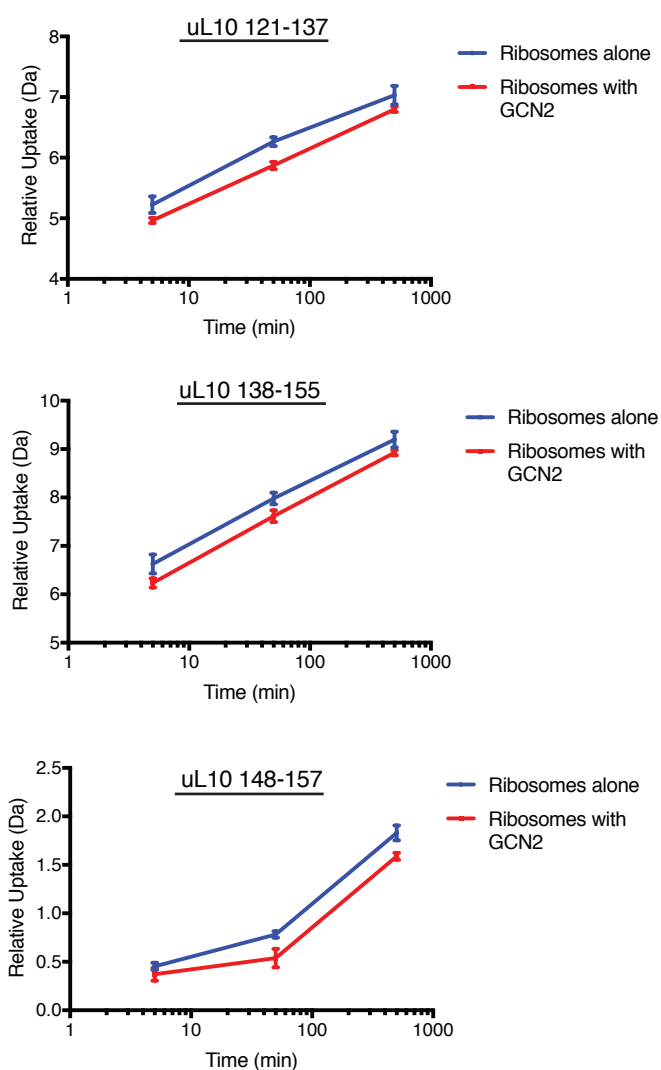 uL10 121-137
8
7
6
5
4
Relative Uptake (Da)
1
10
100
1000
Time (min)
Ribosomes alone
Ribosomes with
GCN2
uL10 138-155
10
9
8
7
6
5
Relative Uptake (Da)
1
10
100
1000
Time (min)
Ribosomes alone
Ribosomes with
GCN2
uL10 148-157
2.5
2.0
1.5
1.0
0.5
0.0
Relative Uptake (Da)
1
10
100
1000
Time (min)
Ribosomes alone
Ribosomes with
GCN2